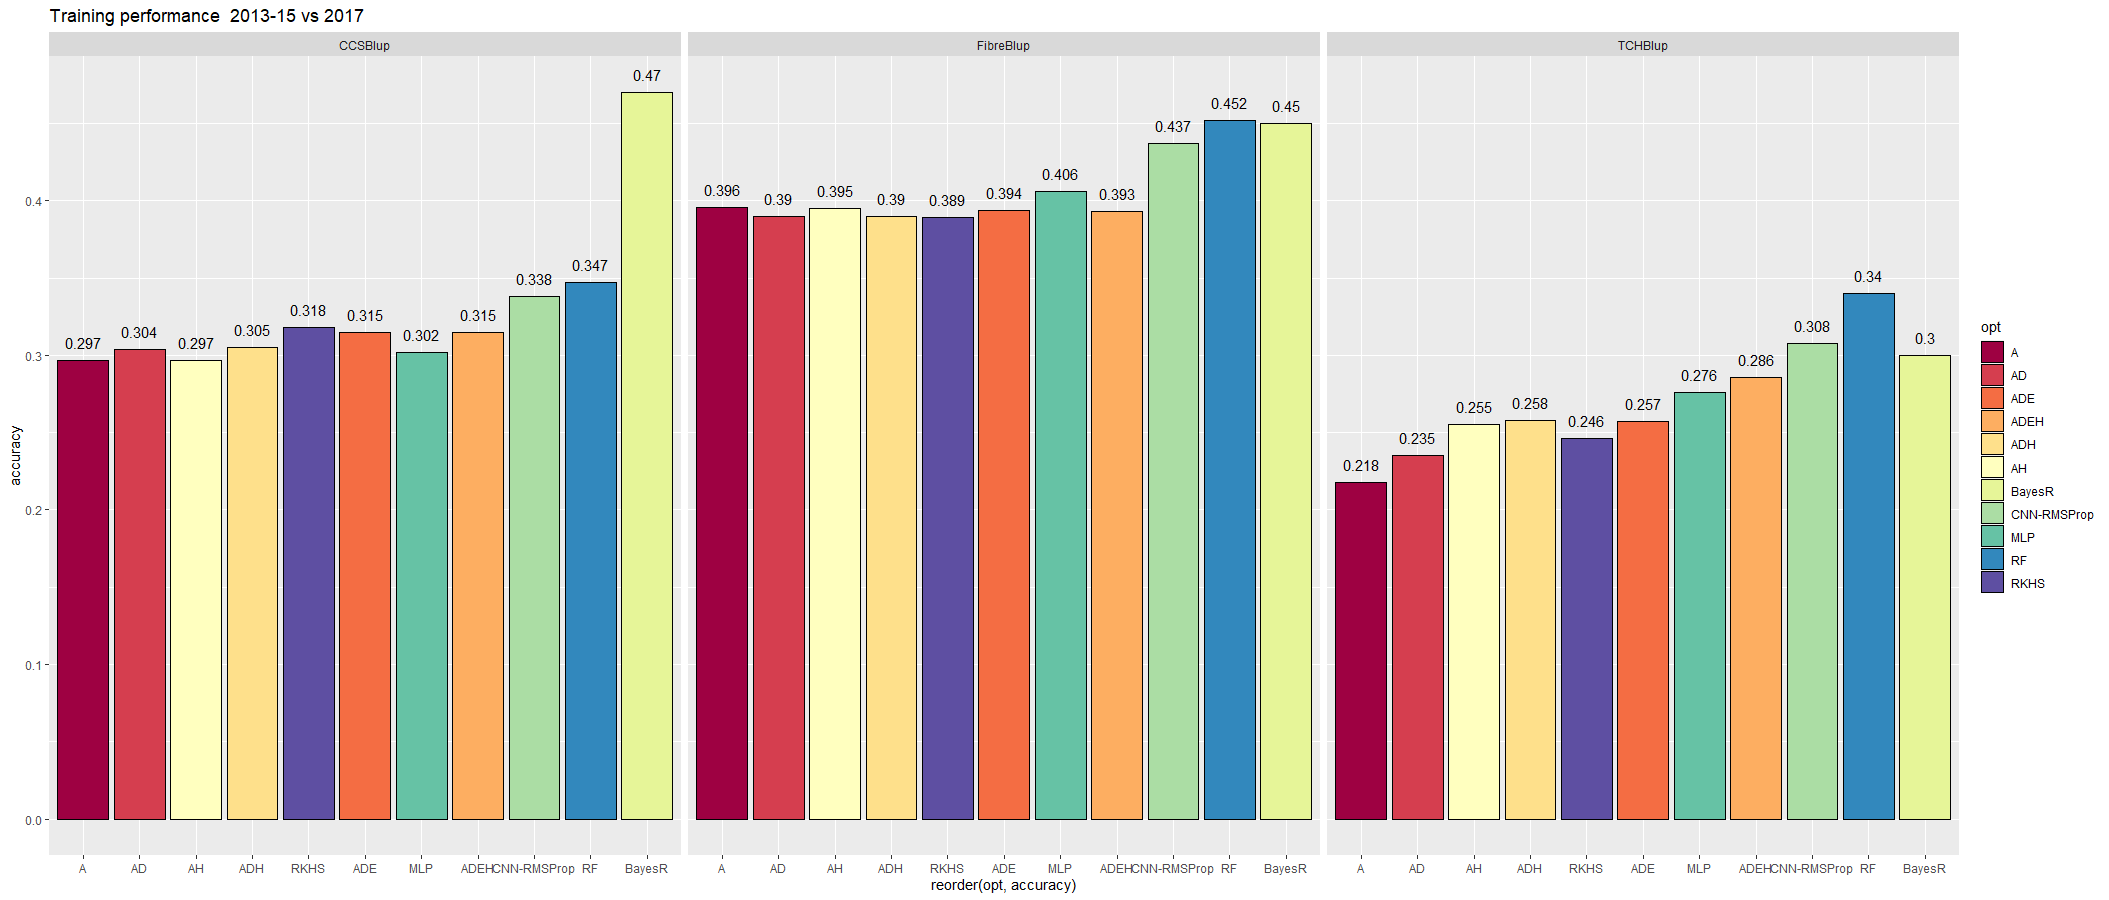 Training performance  2013-15 vs 2017
CCSBlup
FibreBlup
TCHBlup
accuracy
0.4
0.3
0.2
0.1
0.0
0.297
0.304
0.297
0.305
0.318
0.315
0.302
0.315
0.338
0.347
0.47
0.396
0.39
0.395
0.39
0.389
0.394
0.406
0.393
0.437
0.452
0.45
0.218
0.235
0.255
0.258
0.246
0.257
0.276
0.286
0.308
0.34
0.3
A AD AH ADH RKHS ADE MLP ADEH CNN-RMSProp RF BayesR
A AD AH ADH RKHS ADE MLP ADEH CNN-RMSProp RF BayesR
A AD AH ADH RKHS ADE MLP ADEH CNN-RMSProp RF BayesR
reorder(opt, accuracy)
opt
A
AD
ADE
ADEH
ADH
AH
BayesR
CNN-RMSProp
MLP
RF
RKHS